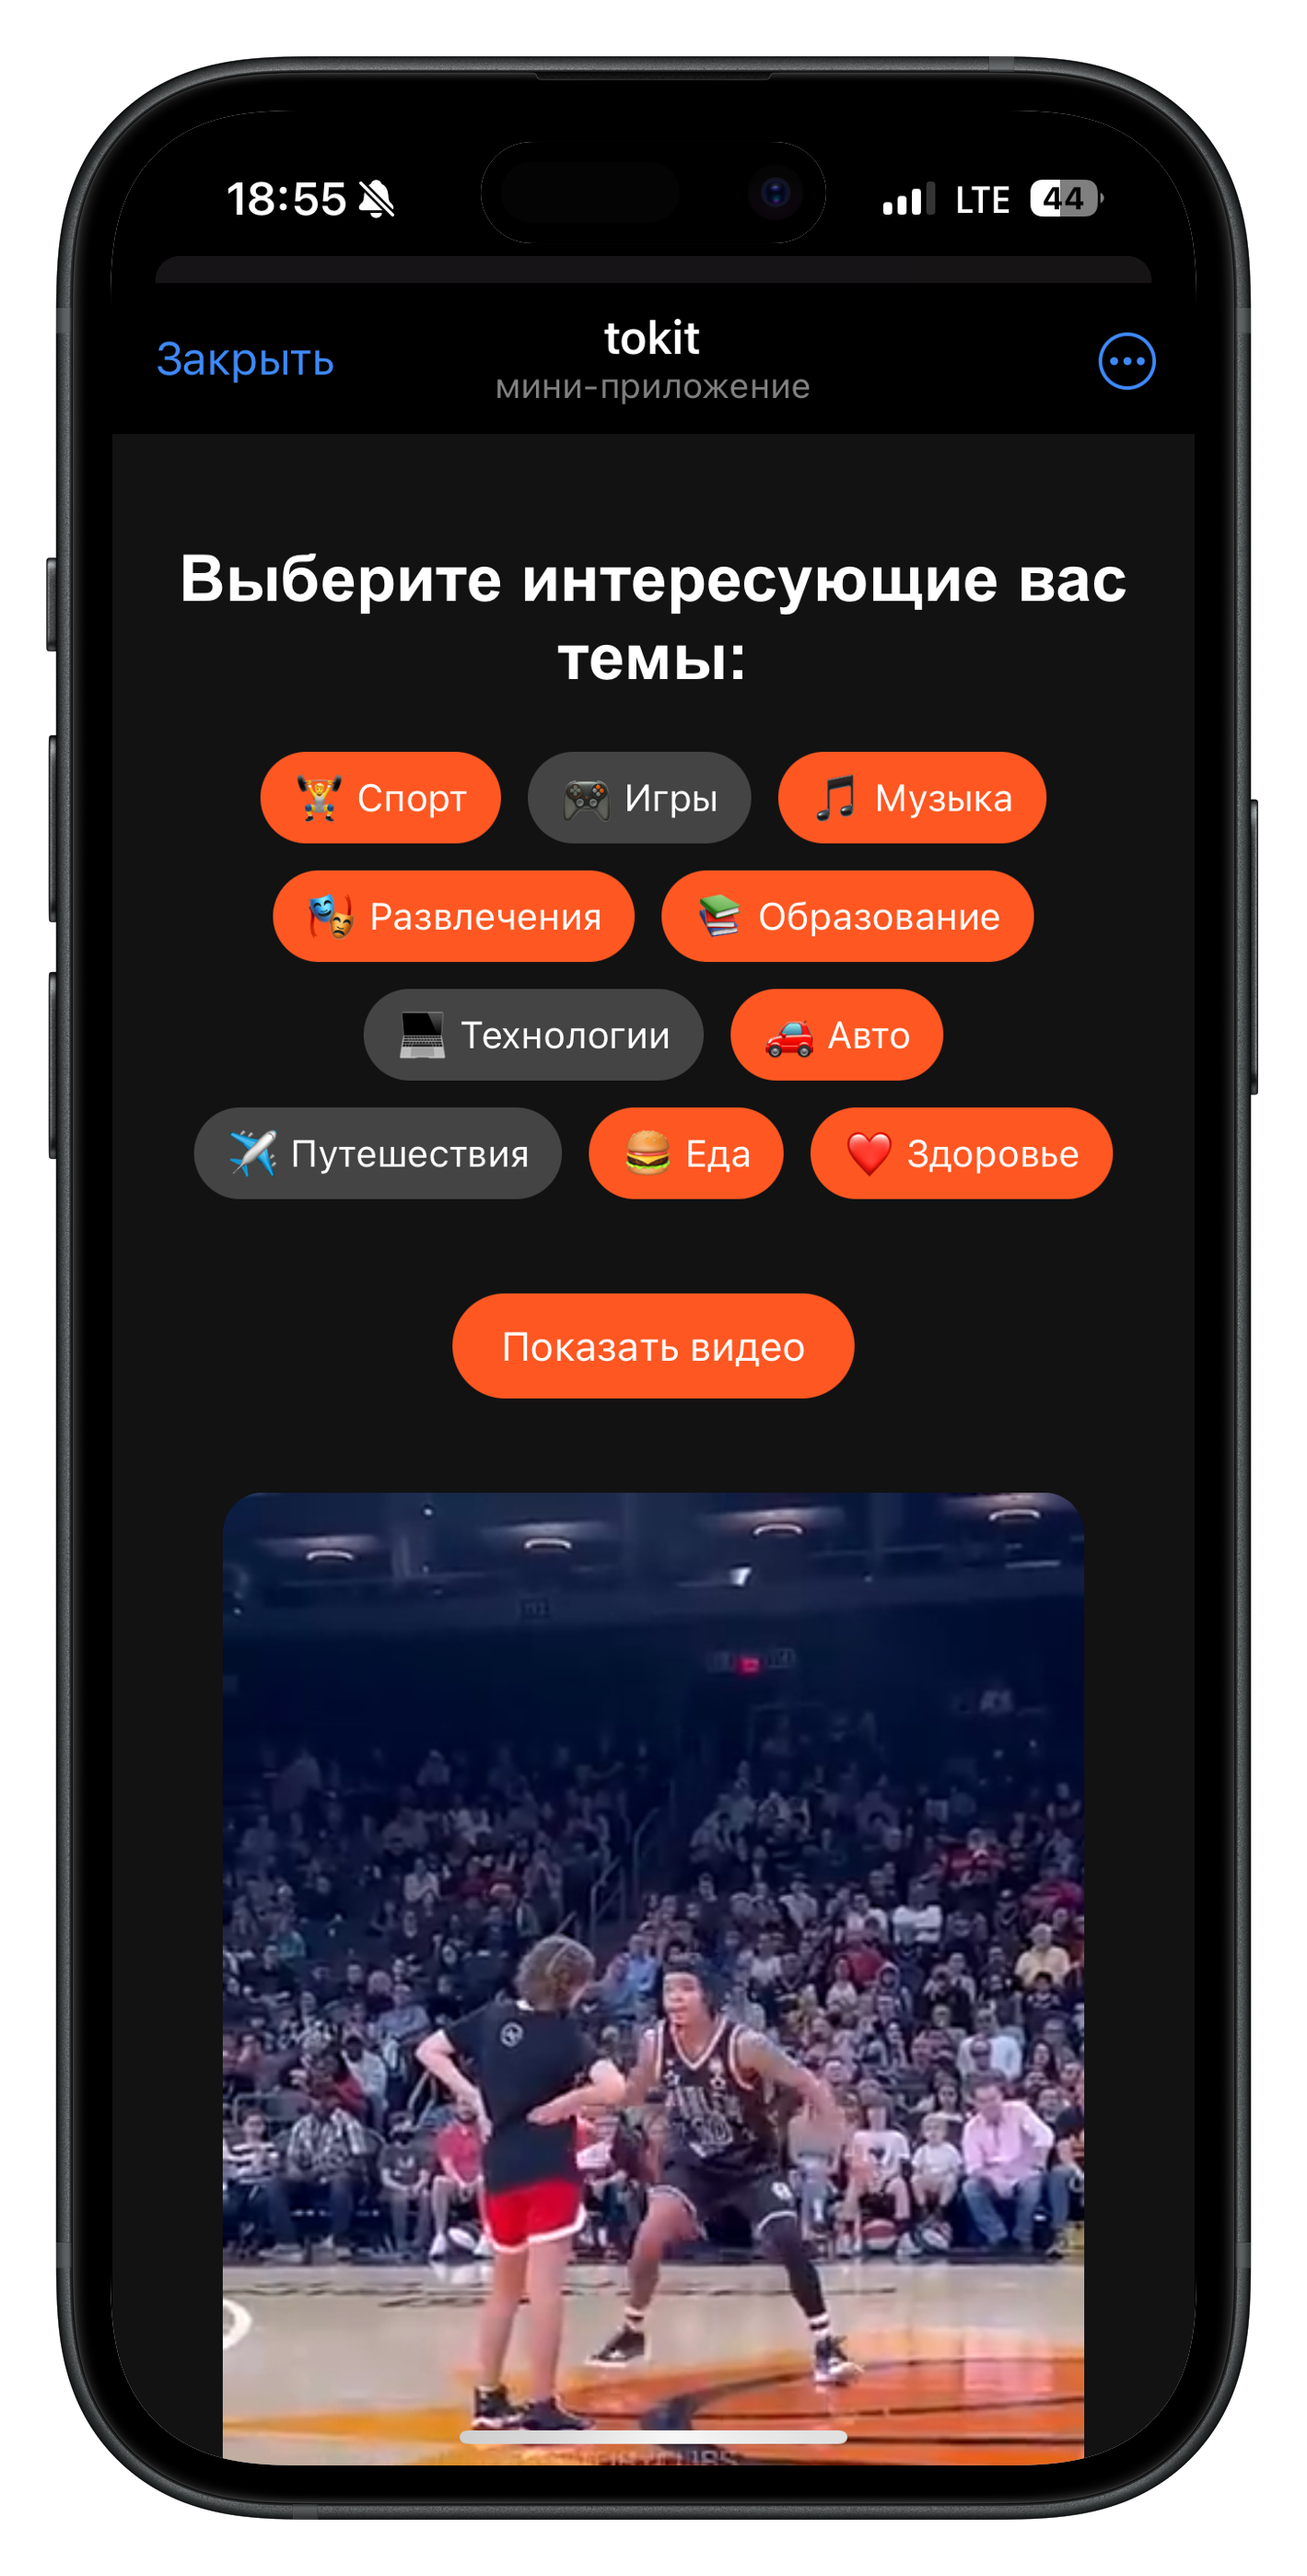 18:55 LTE 44
tokit
Закрыть
мини-приложение
Выберите интересующие вас
темы:
Спорт Игры Музыка
Развлечения Образование
Технологии Авто
Путешествия Еда Здоровье
Показать видео